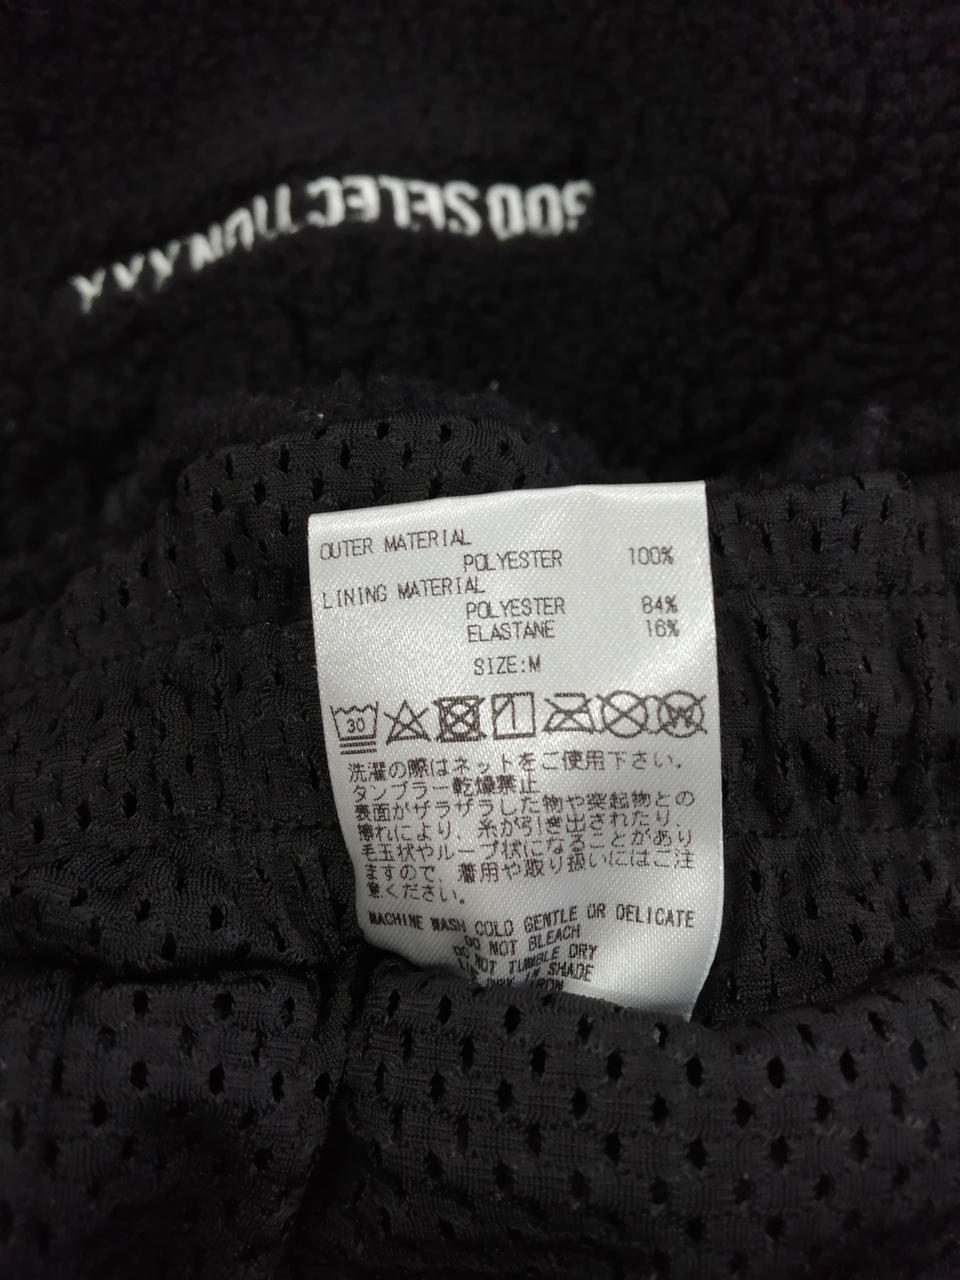 OUTER MATERIAL
POLYESTER 100%
LINING MATERIAL
POLYESTER 84%
ELASTANE 16%
SIZE:M
30
W
洗濯の際はネットをご使用下さい。
タンブラー乾燥禁止
表面がザラザラした物や突起物との
擦れにより、糸が引き出されたり、
毛玉状やループ状になることがあり
ますので、着用や取り扱いにはご注
意ください。
MACHINE WASH COLD GENTLE OR DELICATE
DO NOT BLEACH
DO NOT TUMBLE DRY
IN SHADE
IRON
SELECTION XXX